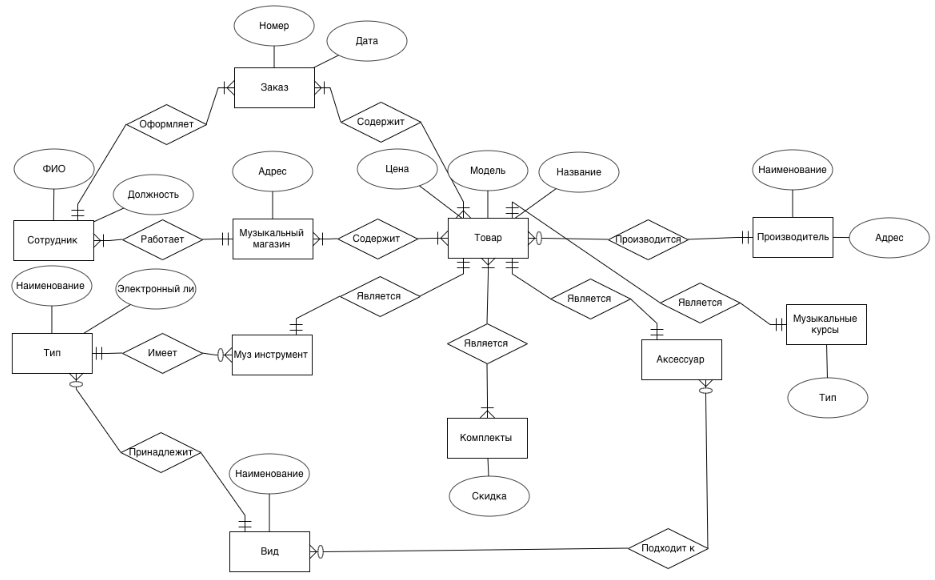 Номер
Дата
Заказ
Оформляет
Содержит
ФИО
Должность
Адрес
Цена
Модель
Название
Наименование
Сотрудник
Работает
Музыкальный
магазин
Содержит
Товар
Производится
Производитель
Адрес
Наименование
Электронный ли
Является
Является
Является
Музыкальные
курсы
Тип
Имеет
Муз инструмент
Является
Аксессуар
Тип
Комплекты
Принадлежит
Наименование
Скидка
Вид
Подходит к